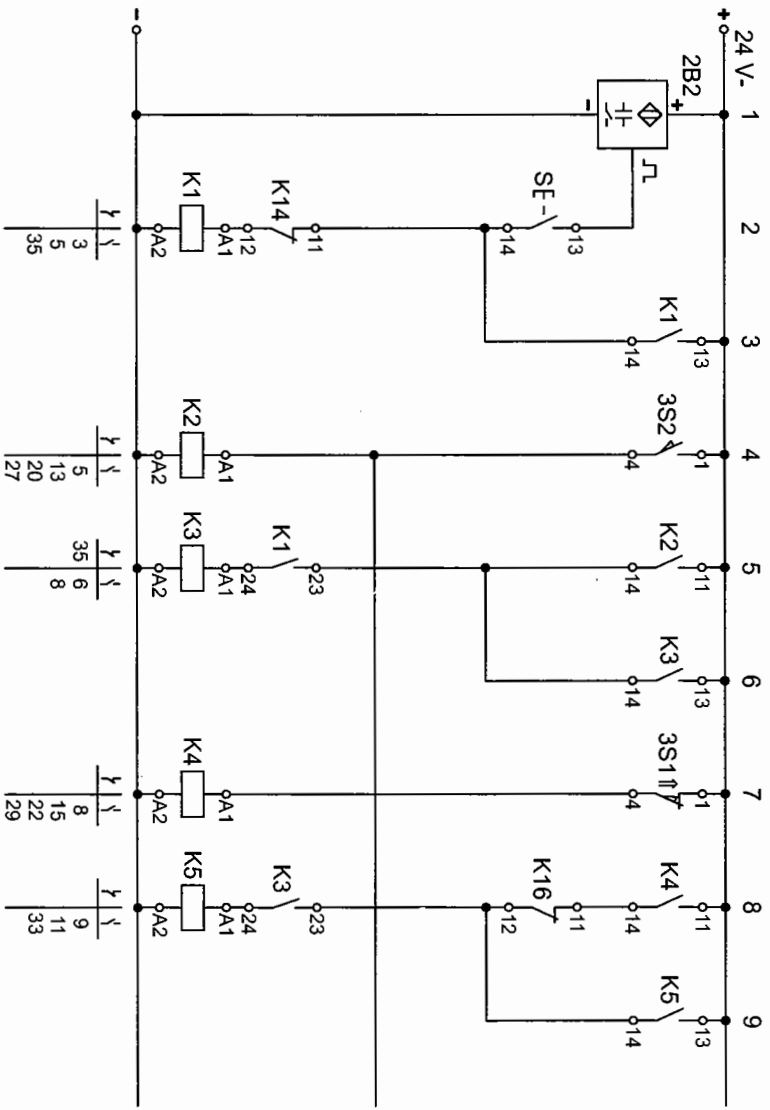 24 V- 1 2 3 4 5 6 7 8 9
+
13 1 11 13 1 11 13
2B2 + K1 3S2 K2 K3 3S1 K4 K5
14 4 14 14 4 14 14
-
13 11
SE- K16
14 12
11 23 23
K14 K1 K3
12 24 24
A1 A1 A1 A1 A1
K1 K2 K3 K4 K5
A2 A2 A2 A2 A2
-
3 5 35 6 8 9
5 13 8 15 11
35 20 22 33
27 29